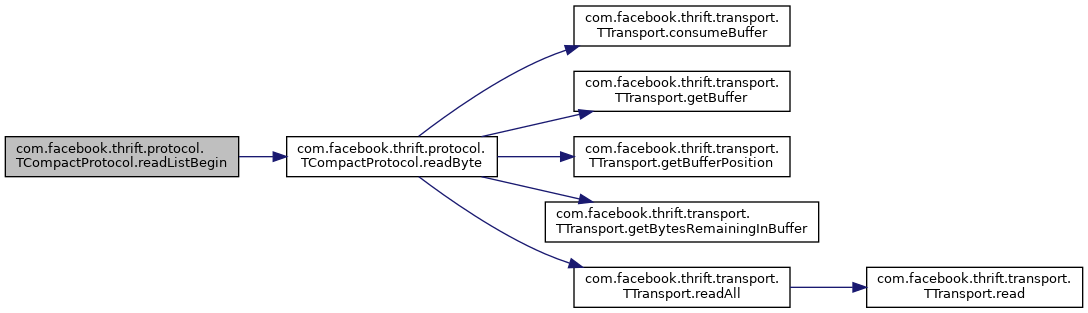 com.facebook.thrift.protocol.
TCompactProtocol.readListBegin
com.facebook.thrift.protocol.
TCompactProtocol.readByte
com.facebook.thrift.transport.
TTransport.consumeBuffer
com.facebook.thrift.transport.
TTransport.getBuffer
com.facebook.thrift.transport.
TTransport.getBufferPosition
com.facebook.thrift.transport.
TTransport.getBytesRemainingInBuffer
com.facebook.thrift.transport.
TTransport.readAll
com.facebook.thrift.transport.
TTransport.read